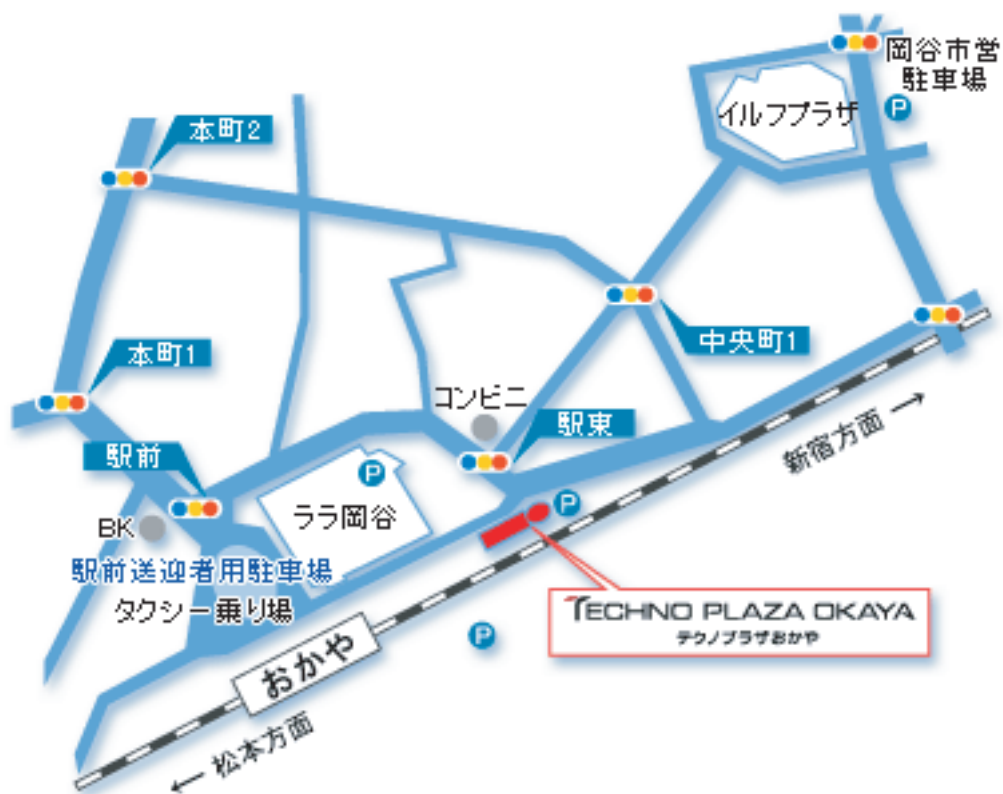 岡谷市営
駐車場
P
イルフプラザ
本町2
中央町1
本町1
コンビニ
駅東
駅前
P
ララ岡谷
新宿方面
P
BK
駅前送迎者用駐車場
タクシー乗り場
TECHNO PLAZA OKAYA
テクノプラザおかや
P
おかや
松本方面